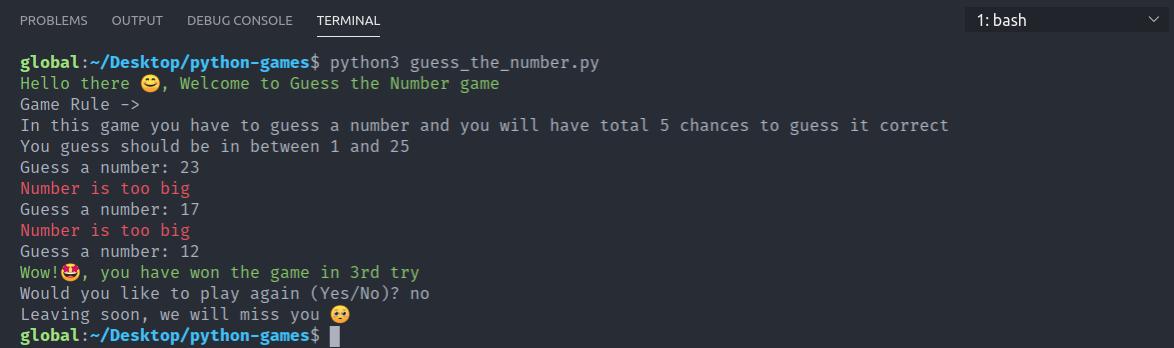 PROBLEMS OUTPUT DEBUG CONSOLE TERMINAL 1: bash
global:~/Desktop/python-games$ python3 guess_the_number.py
Hello there 😊, Welcome to Guess the Number game
Game Rule ->
In this game you have to guess a number and you will have total 5 chances to guess it correct
You guess should be in between 1 and 25
Guess a number: 23
Number is too big
Guess a number: 17
Number is too big
Guess a number: 12
Wow!🤩, you have won the game in 3rd try
Would you like to play again (Yes/No)? no
Leaving soon, we will miss you 🥺
global:~/Desktop/python-games$